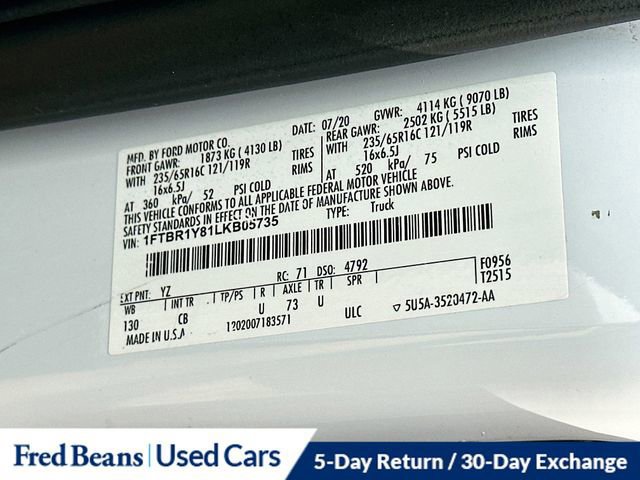 MFD. BY FORD MOTOR CO.
DATE: 07/20
GVWR: 4114 KG ( 9070 LB)
FRONT GAWR: 1873 KG ( 4130 LB)
REAR GAWR: 2502 KG ( 5515 LB)
WITH 235/65R16C 121/119R TIRES
WITH 235/65R16C 121/119R TIRES
16x6.5J RIMS
16x6.5J RIMS
AT 360 kPa/ 52 PSI COLD
AT 520 kPa/ 75 PSI COLD
THIS VEHICLE CONFORMS TO ALL APPLICABLE FEDERAL MOTOR VEHICLE
SAFETY STANDARDS IN EFFECT ON THE DATE OF MANUFACTURE SHOWN ABOVE.
VIN: 1FTBR1Y81LKB05735
TYPE: Truck
F0956
T2515
EXT PNT: YZ RC: 71 DSO: 4792
WB INT TR TP/PS R AXLE TR SPR
130 CB U 73 U
MADE IN U.S.A. 1202007183571 ULC 5U5A-3520472-AA
Fred Beans | Used Cars
5-Day Return / 30-Day Exchange